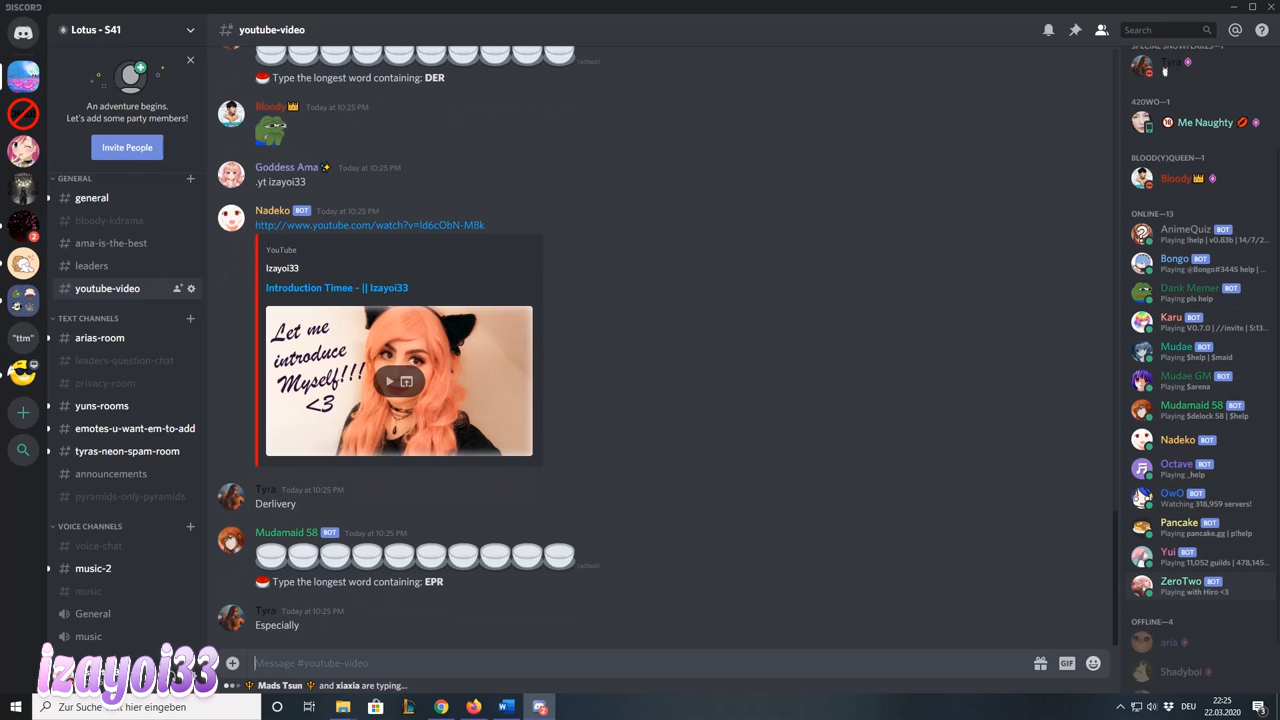 DISCORD
Lotus - S41
youtube-video
Search
An adventure begins.
Let's add some party members!
Invite People
GENERAL
general
bloody-kdrama
ama-is-the-best
leaders
youtube-video
TEXT CHANNELS
arias-room
leaders-question-chat
privacy-room
yuns-rooms
emotes-u-want-em-to-add
tyras-neon-spam-room
announcements
pyramids-only-pyramids
VOICE CHANNELS
voice-chat
music-2
music
General
music
2
"ttm"
(edited)
Type the longest word containing: DER
Bloody Today at 10:25 PM
Goddess Ama Today at 10:25 PM
.yt izayoi33
Nadeko BOT Today at 10:25 PM
http://www.youtube.com/watch?v=ld6cObN-MBk
YouTube
Izayoi33
Introduction Timee - || Izayoi33
Let me
introduce
Myself!!!
<3
Tyra Today at 10:25 PM
Derlivery
Mudamaid 58 BOT Today at 10:25 PM
(edited)
Type the longest word containing: EPR
Tyra Today at 10:25 PM
Especially
Message #youtube-video
GIF
Mads Tsun and xiaxia are typing...
SPECIAL SNOWFLAKES—1
Tyra
420WO—1
Me Naughty
BLOOD(Y)QUEEN—1
Bloody
ONLINE—13
AnimeQuiz BOT
Playing !help | v0.83b | 14/7/2...
Bongo BOT
Playing @Bongo#3445 help | ...
Dank Memer BOT
Playing pls help
Karu BOT
Playing V0.7.0 | //invite | S:13...
Mudae BOT
Playing $help | $maid
Mudae GM BOT
Playing $arena
Mudamaid 58 BOT
Playing $delock 58 | $help
Nadeko BOT
Octave BOT
Playing _help
OwO BOT
Watching 318,959 servers!
Pancake BOT
Playing pancake.gg | p!help
Yui BOT
Playing 11,052 guilds | 478,145...
ZeroTwo BOT
Playing with Hiro <3
OFFLINE—4
aria
Shadyboi
izayoi33
Zur Suche Text hier eingeben
DEU
22:25
22.03.2020